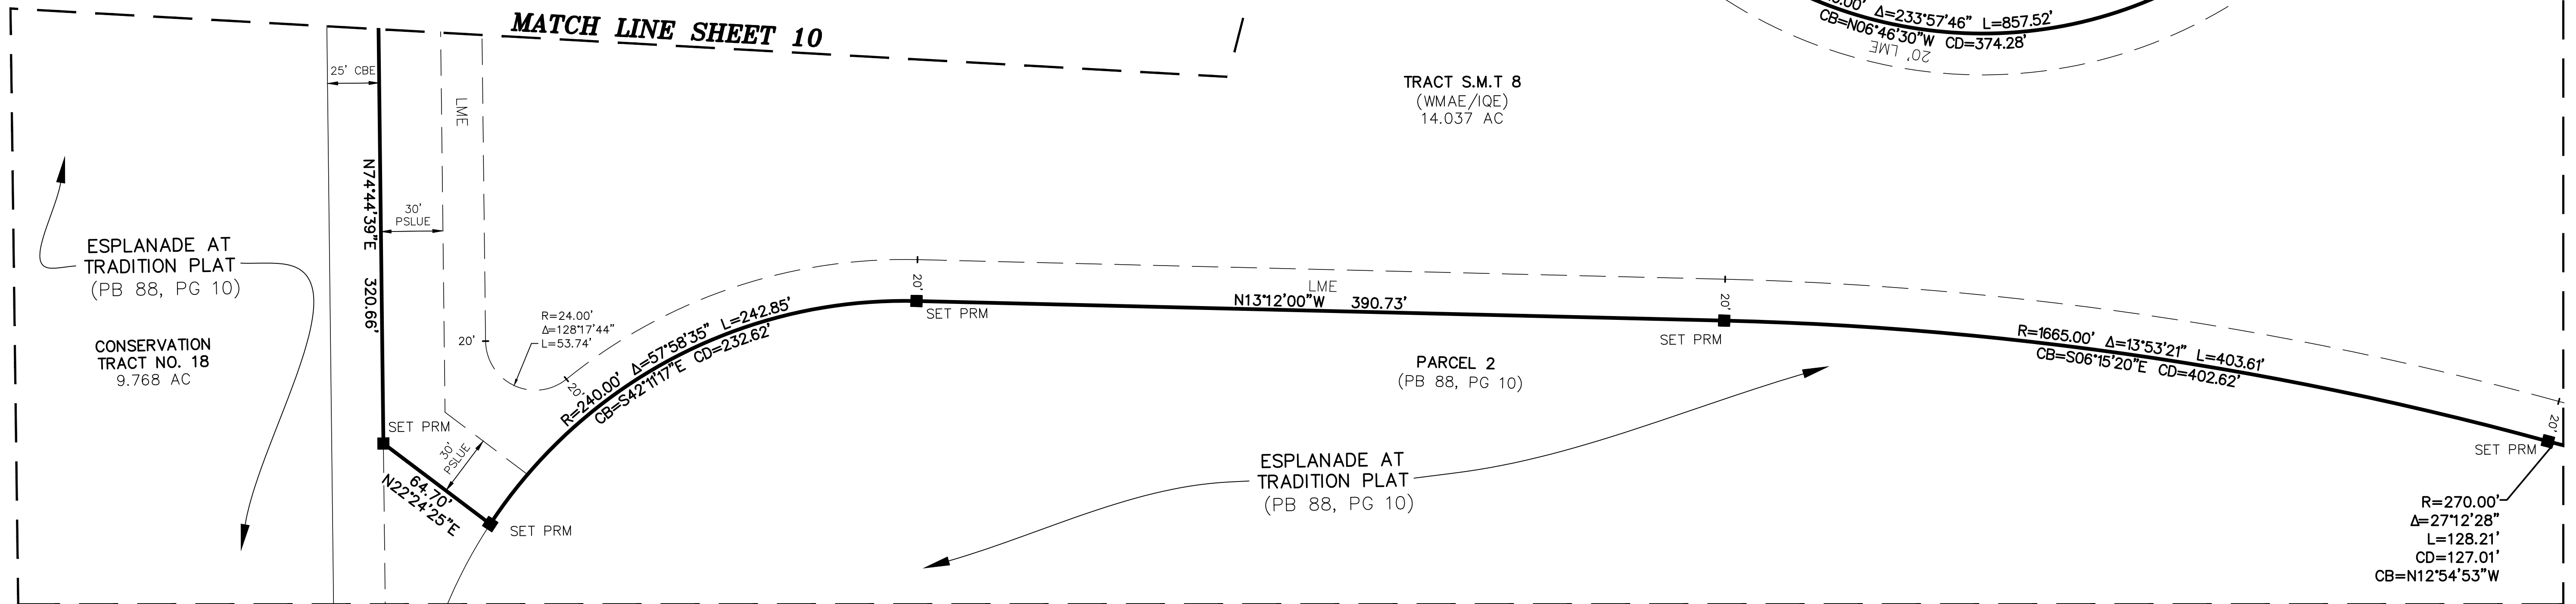 MATCH LINE SHEET 10
25' CBE
LME
N74°44'39"E 320.66'
30'
PSLUE
ESPLANADE AT
TRADITION PLAT
(PB 88, PG 10)
CONSERVATION
TRACT NO. 18
9.768 AC
SET PRM
30'
PSLUE
64.70'
N22°24'25"E
SET PRM
20'
R=24.00'
Δ=128°17'44"
L=53.74'
20'
R=240.00' Δ=57°58'35" L=242.85'
CB=S42°11'17"E CD=232.62'
20'
SET PRM
LME
N13°12'00"W 390.73'
TRACT S.M.T 8
(WMAE/IQE)
14.037 AC
Δ=233°57'46" L=857.52'
CB=N06°46'30"W CD=374.28'
20' LME
20'
SET PRM
PARCEL 2
(PB 88, PG 10)
ESPLANADE AT
TRADITION PLAT
(PB 88, PG 10)
R=1665.00' Δ=13°53'21" L=403.61'
CB=S06°15'20"E CD=402.62'
20'
SET PRM
R=270.00'
Δ=27°12'28"
L=128.21'
CD=127.01'
CB=N12°54'53"W